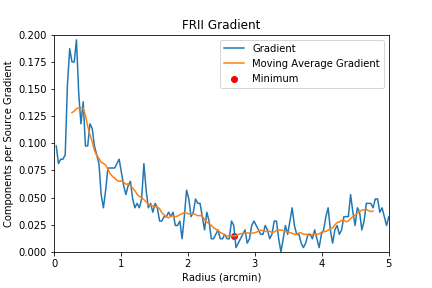 FRII Gradient
Gradient
Moving Average Gradient
Minimum
Components per Source Gradient
0.200
0.175
0.150
0.125
0.100
0.075
0.050
0.025
0.000
0 1 2 3 4 5
Radius (arcmin)